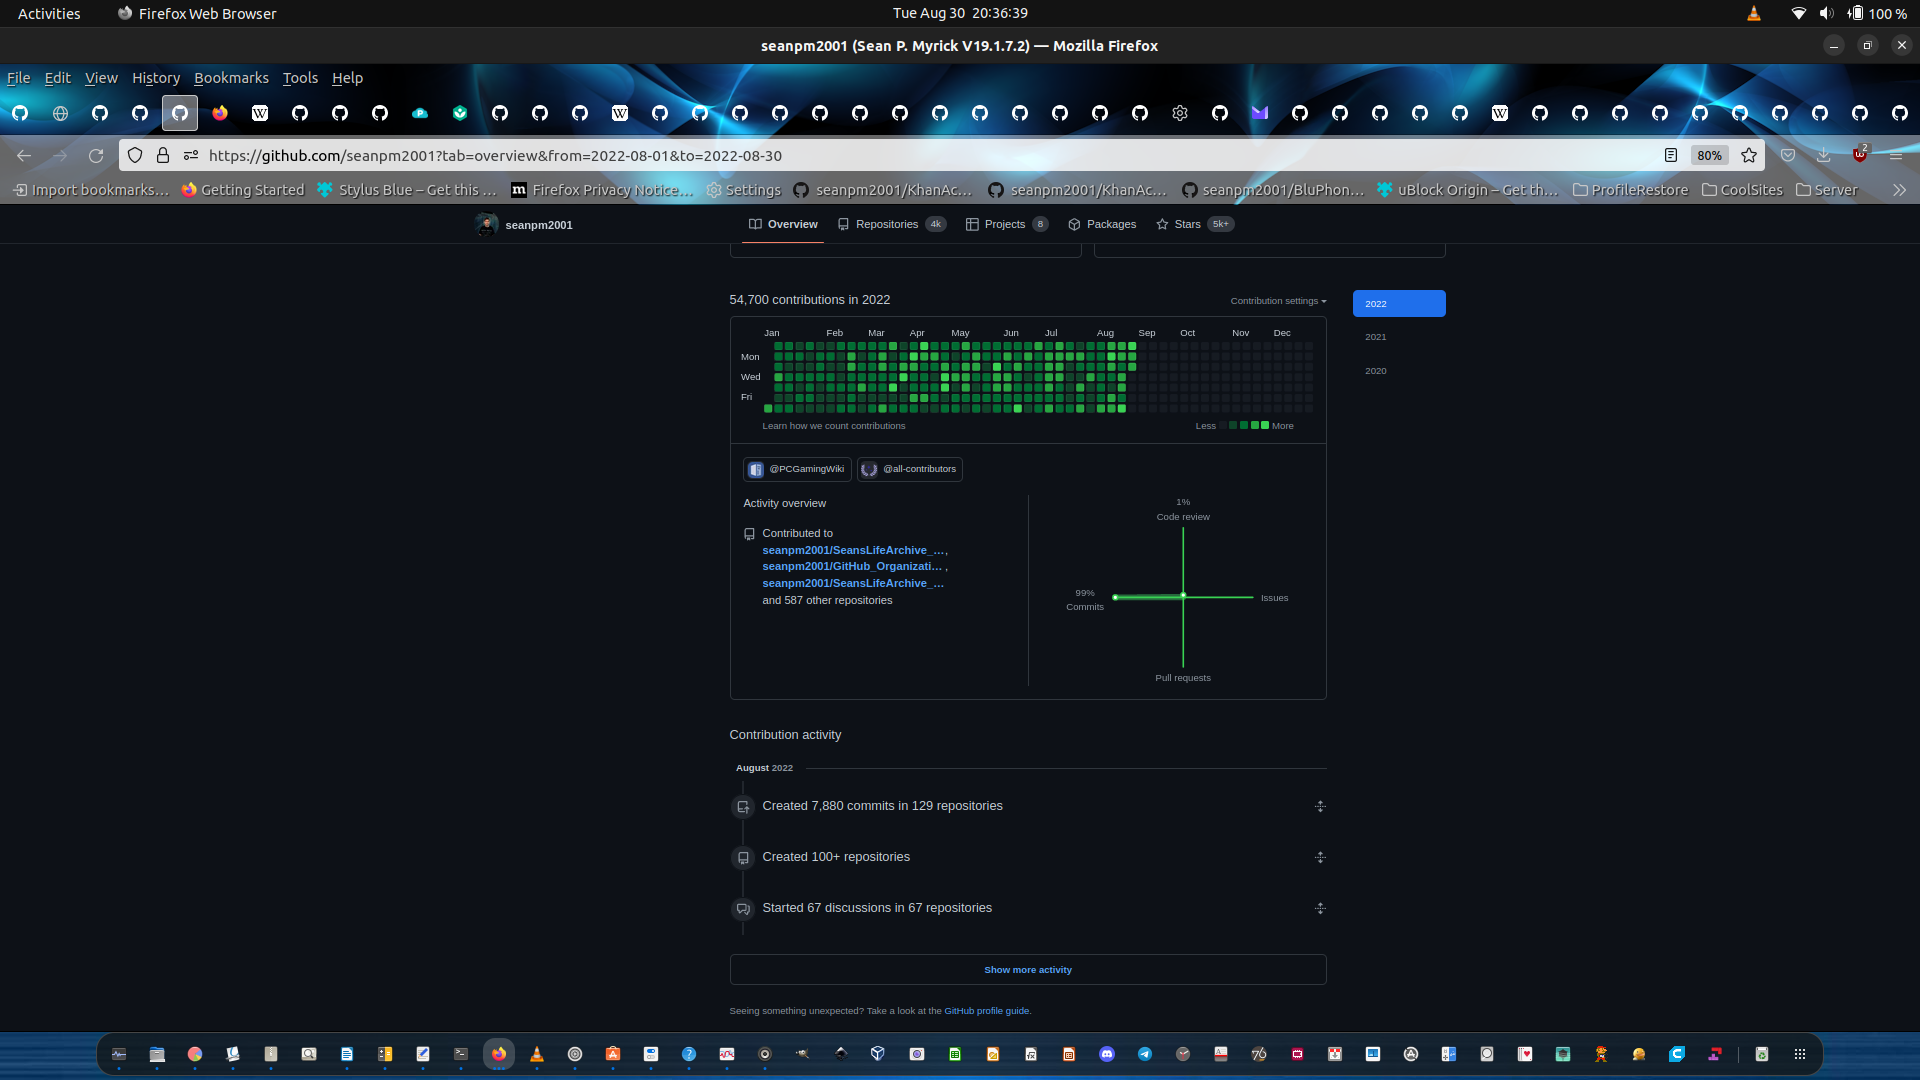 Activities
Firefox Web Browser
Tue Aug 30 20:36:39
100 %
seanpm2001 (Sean P. Myrick V19.1.7.2) — Mozilla Firefox
File Edit View History Bookmarks Tools Help
https://github.com/seanpm2001?tab=overview&from=2022-08-01&to=2022-08-30
80%
2
Import bookmarks…
Getting Started
Stylus Blue – Get this …
Firefox Privacy Notice…
Settings
seanpm2001/KhanAc…
seanpm2001/KhanAc…
seanpm2001/BluPhon…
uBlock Origin – Get th…
ProfileRestore
CoolSites
Server
seanpm2001
Overview
Repositories 4k
Projects 8
Packages
Stars 5k+
54,700 contributions in 2022
Contribution settings
2022
2021
2020
Jan Feb Mar Apr May Jun Jul Aug Sep Oct Nov Dec
Mon
Wed
Fri
Learn how we count contributions
Less More
@PCGamingWiki
@all-contributors
Activity overview
Contributed to
seanpm2001/SeansLifeArchive_…,
seanpm2001/GitHub_Organizati… ,
seanpm2001/SeansLifeArchive_…
and 587 other repositories
1%
Code review
99%
Commits
Issues
Pull requests
Contribution activity
August 2022
Created 7,880 commits in 129 repositories
Created 100+ repositories
Started 67 discussions in 67 repositories
Show more activity
Seeing something unexpected? Take a look at the GitHub profile guide.